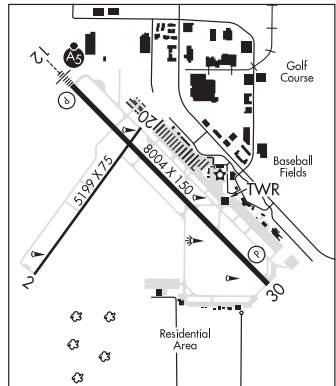 12
A5
P
Golf
Course
20
Baseball
Fields
TWR
5199 X 75
8004 X 150
P
2
30
Residential
Area